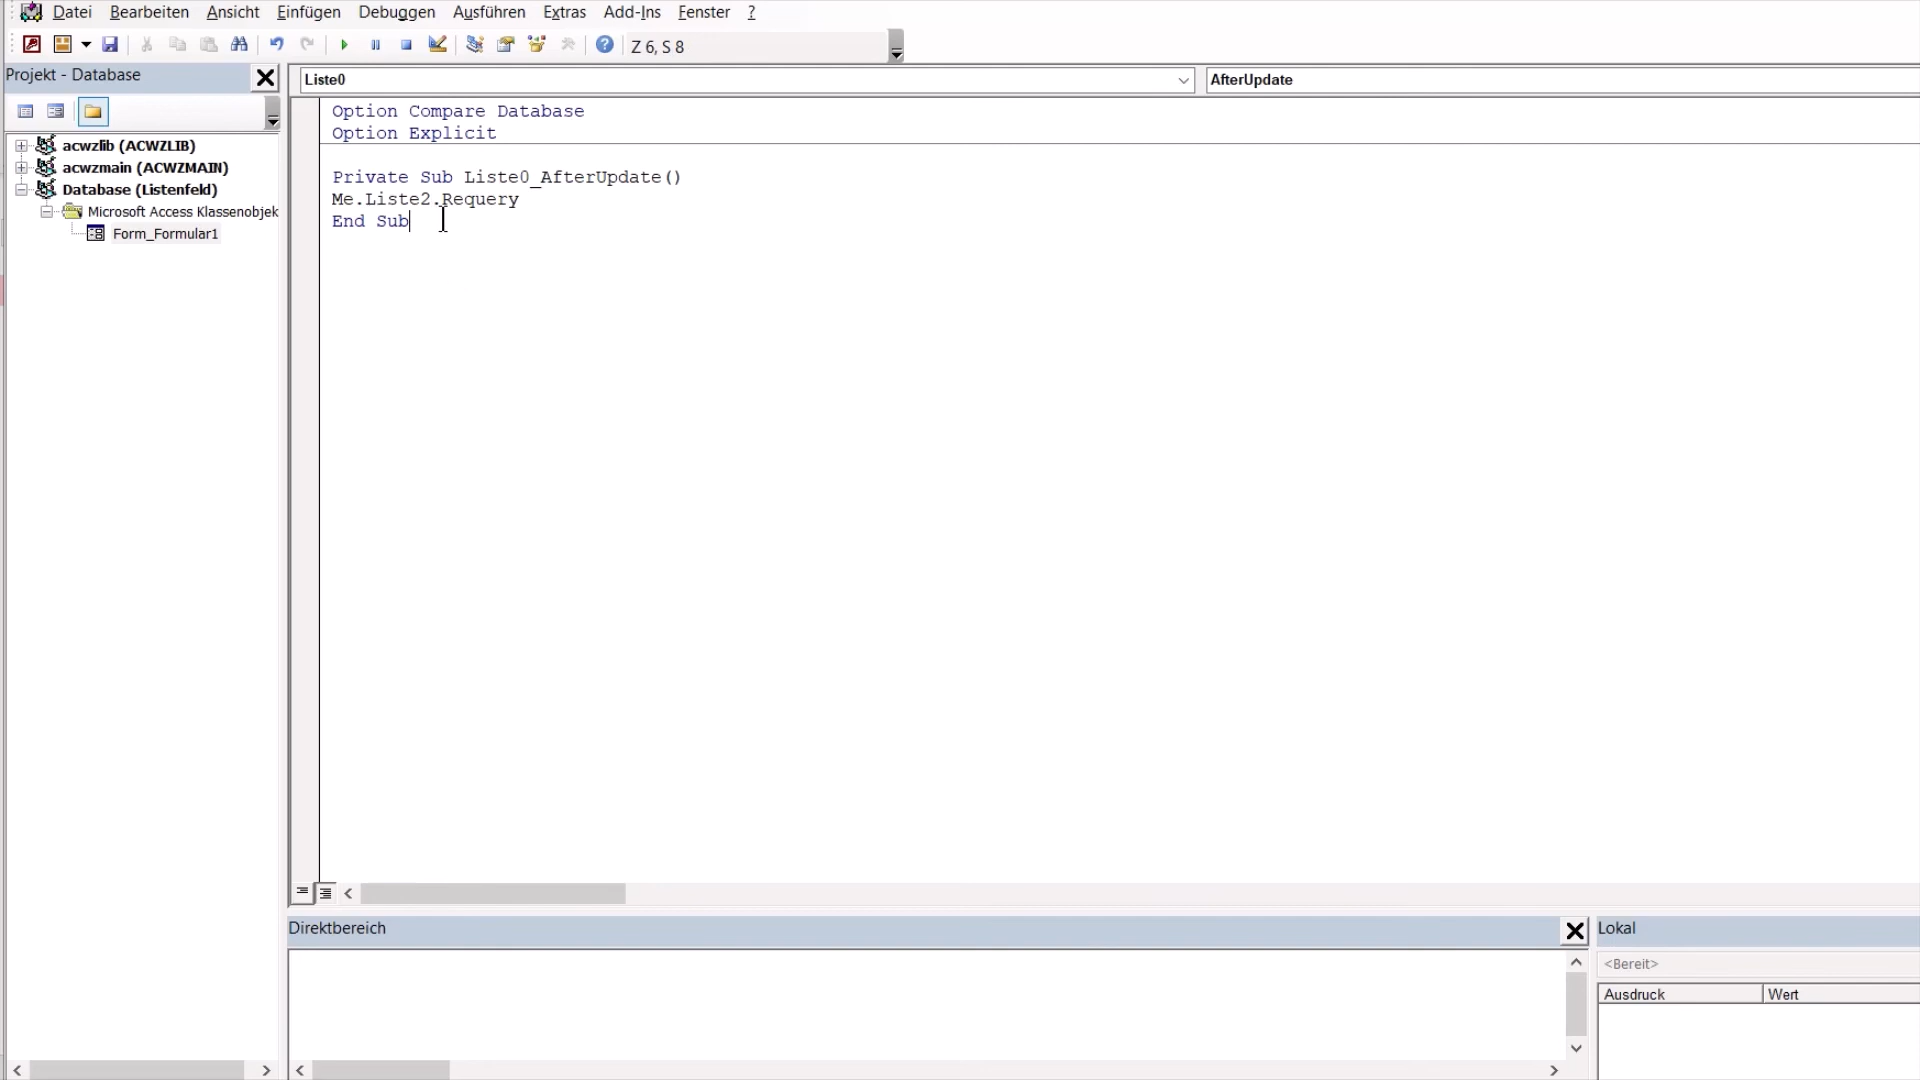 Datei Bearbeiten Ansicht Einfügen Debuggen Ausführen Extras Add-Ins Fenster ?
Z 6, S 8
Projekt - Database
Liste0
AfterUpdate
acwzlib (ACWZLIB)
acwzmain (ACWZMAIN)
Database (Listenfeld)
Microsoft Access Klassenobjek
Form_Formular1
Option Compare Database
Option Explicit
Private Sub Liste0_AfterUpdate()
Me.Liste2.Requery
End Sub
Direktbereich
Lokal
<Bereit>
Ausdruck Wert